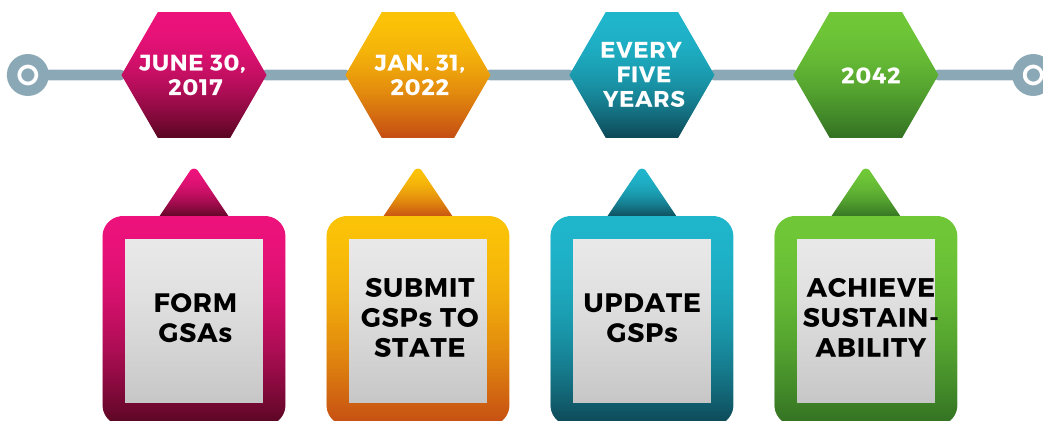 JUNE 30,
2017
JAN. 31,
2022
EVERY
FIVE
YEARS
2042
FORM
GSAs
SUBMIT
GSPs TO
STATE
UPDATE
GSPs
ACHIEVE
SUSTAIN-
ABILITY